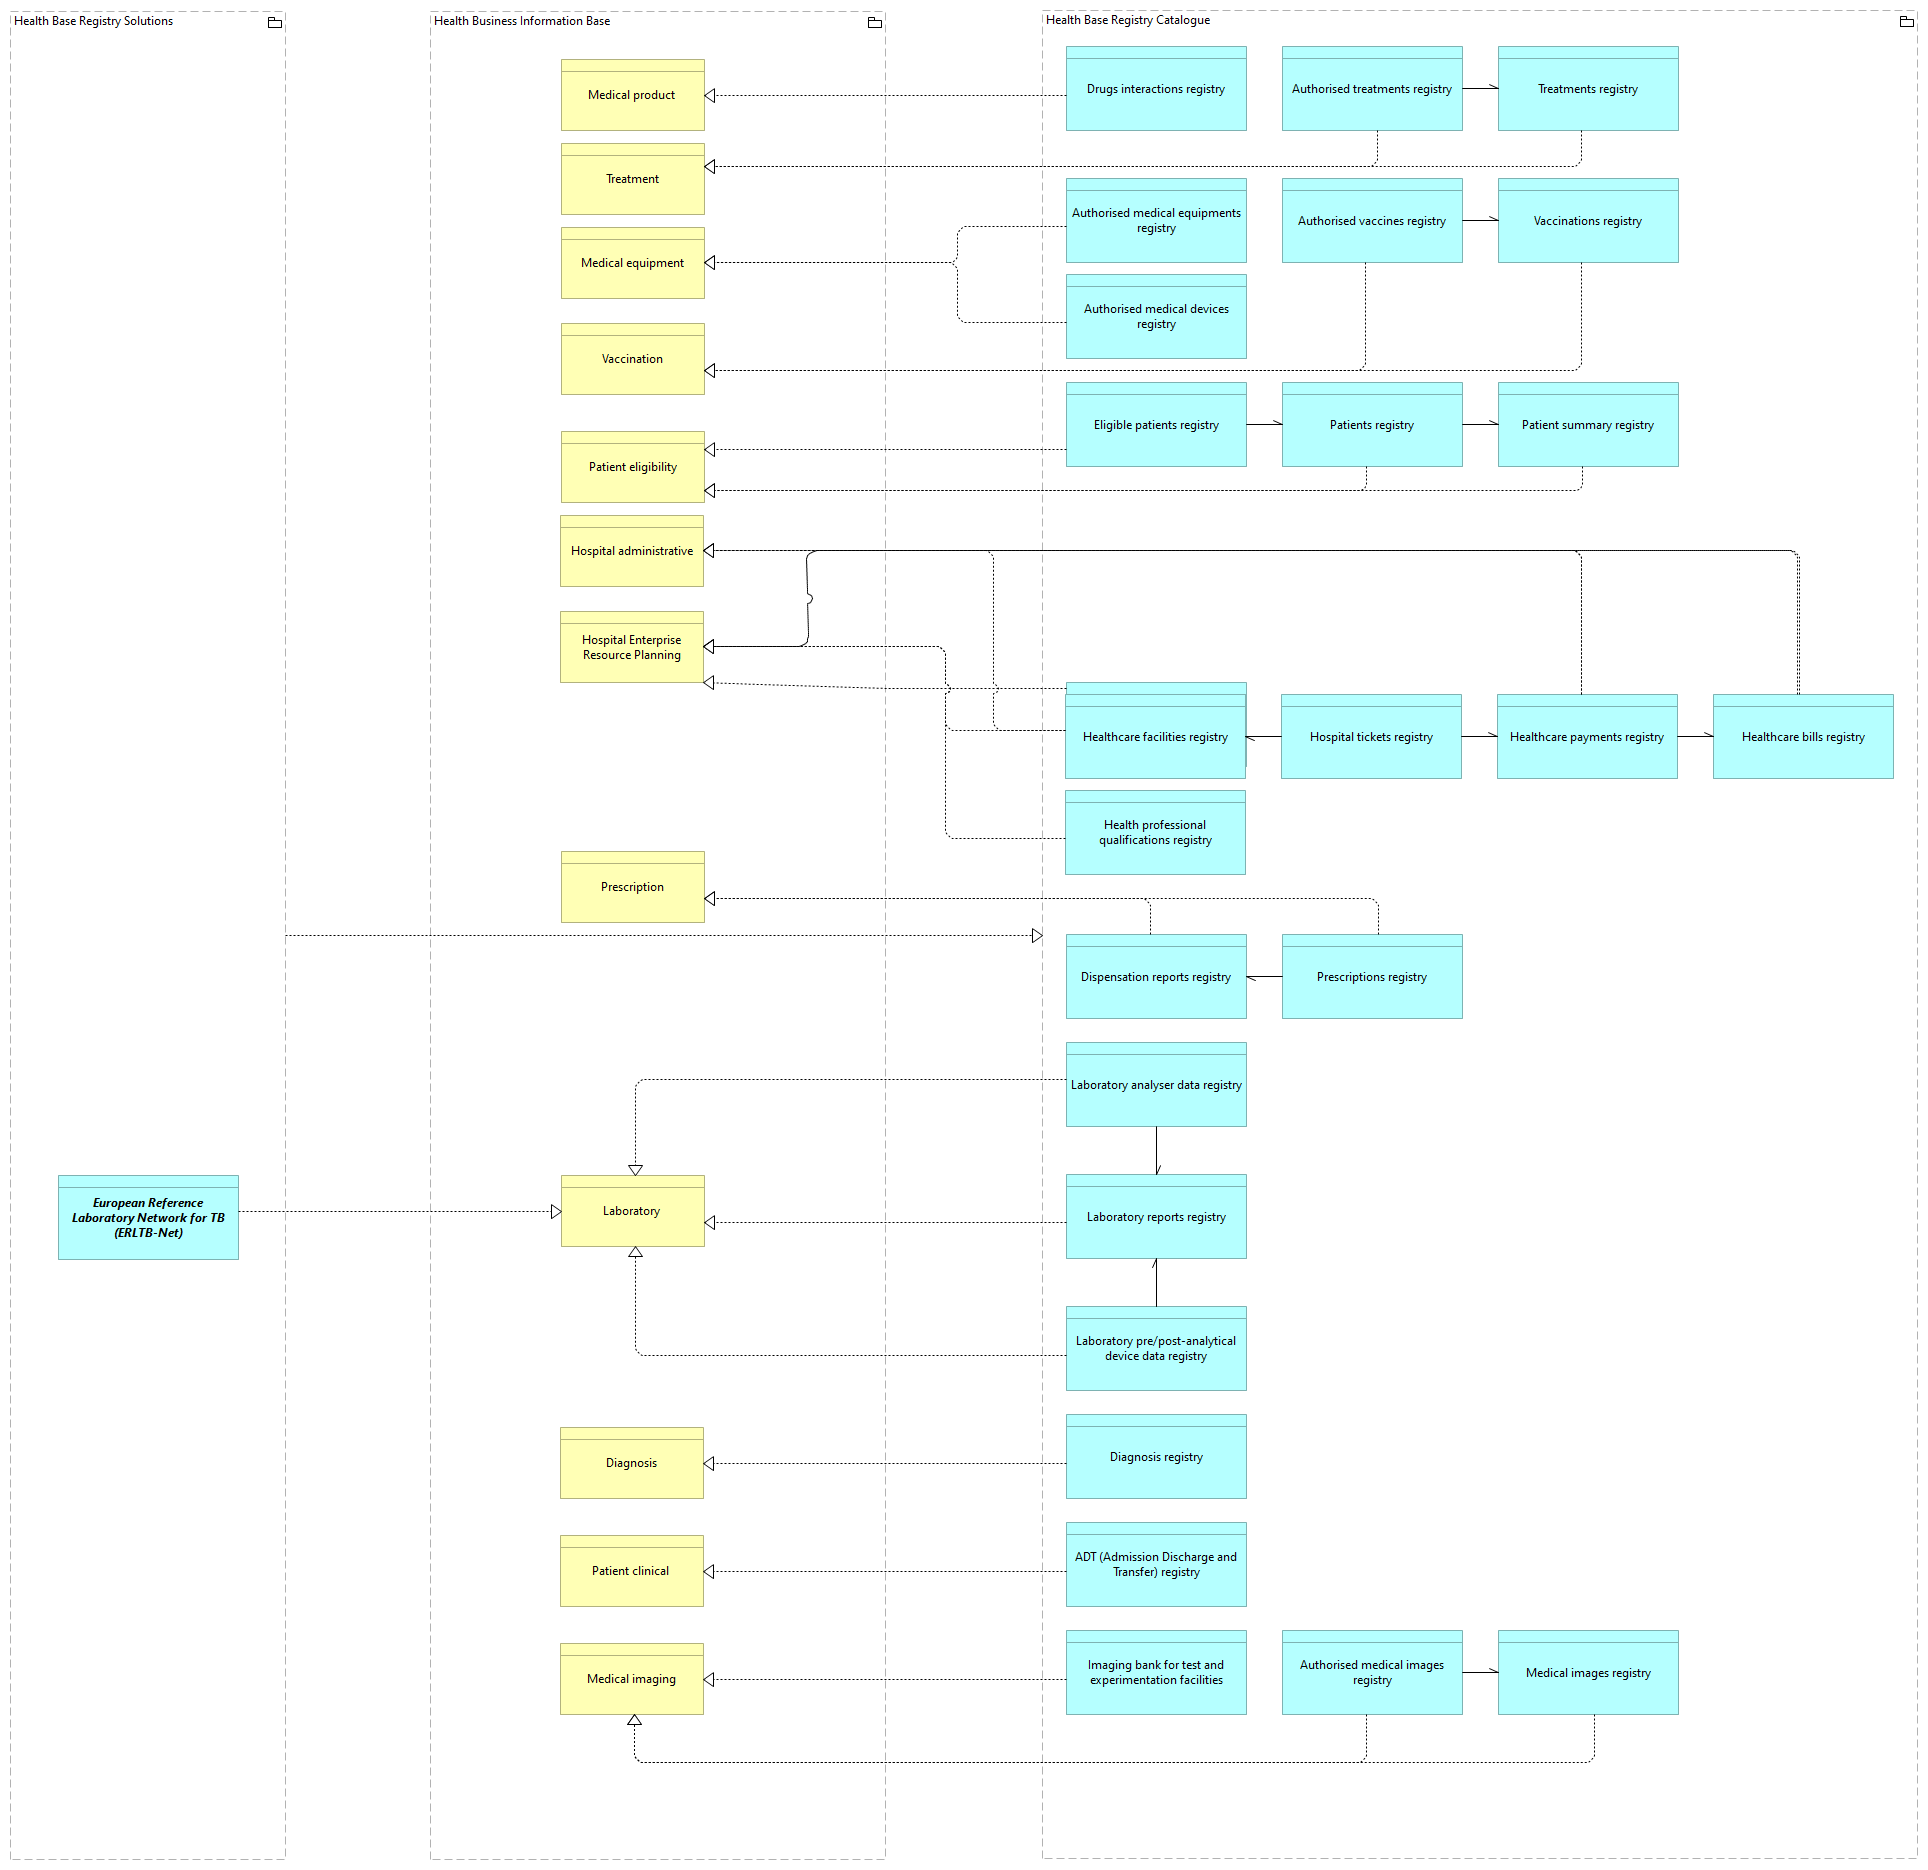 Health Base Registry Solutions
Health Business Information Base
Health Base Registry Catalogue
Medical product
Drugs interactions registry
Authorised treatments registry
Treatments registry
Treatment
Authorised medical equipments
registry
Authorised vaccines registry
Vaccinations registry
Medical equipment
Authorised medical devices
registry
Vaccination
Eligible patients registry
Patients registry
Patient summary registry
Patient eligibility
Hospital administrative
Hospital Enterprise
Resource Planning
Healthcare facilities registry
Hospital tickets registry
Healthcare payments registry
Healthcare bills registry
Health professional
qualifications registry
Prescription
Dispensation reports registry
Prescriptions registry
Laboratory analyser data registry
European Reference
Laboratory Network for TB
(ERLTB-Net)
Laboratory
Laboratory reports registry
Laboratory pre/post-analytical
device data registry
Diagnosis
Diagnosis registry
Patient clinical
ADT (Admission Discharge and
Transfer) registry
Medical imaging
Imaging bank for test and
experimentation facilities
Authorised medical images
registry
Medical images registry